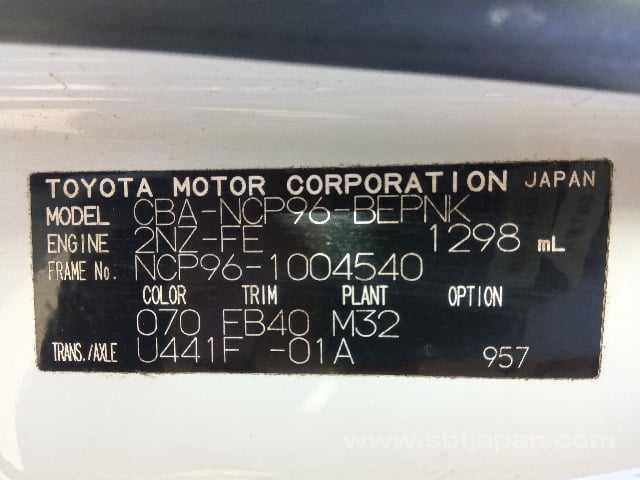 TOYOTA MOTOR CORPORATION JAPAN
MODEL CBA-NCP96-BEPNK
ENGINE 2NZ-FE 1298 mL
FRAME No. NCP96-1004540
COLOR TRIM PLANT OPTION
070 FB40 M32
TRANS./AXLE U441F -01A 957
www.sbtjapan.com